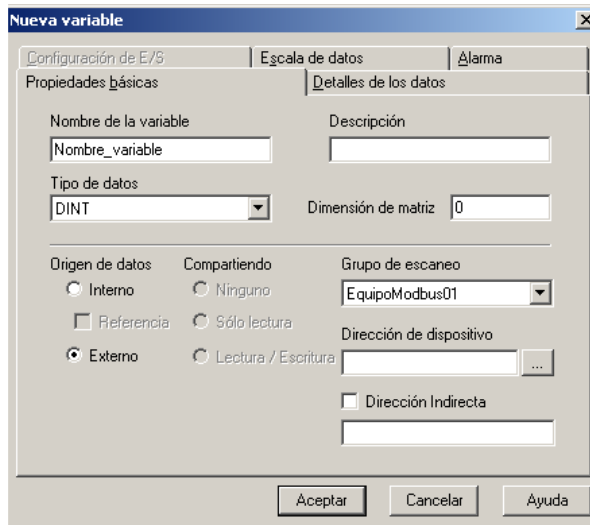 Nueva variable
Configuración de E/S Escala de datos Alarma
Propiedades básicas Detalles de los datos
Nombre de la variable Descripción
Nombre_variable
Tipo de datos
DINT Dimensión de matriz 0
Origen de datos Compartiendo Grupo de escaneo
Interno Ninguno EquipoModbus01
Referencia Sólo lectura Dirección de dispositivo
Externo Lectura / Escritura ...
Dirección Indirecta
Aceptar Cancelar Ayuda